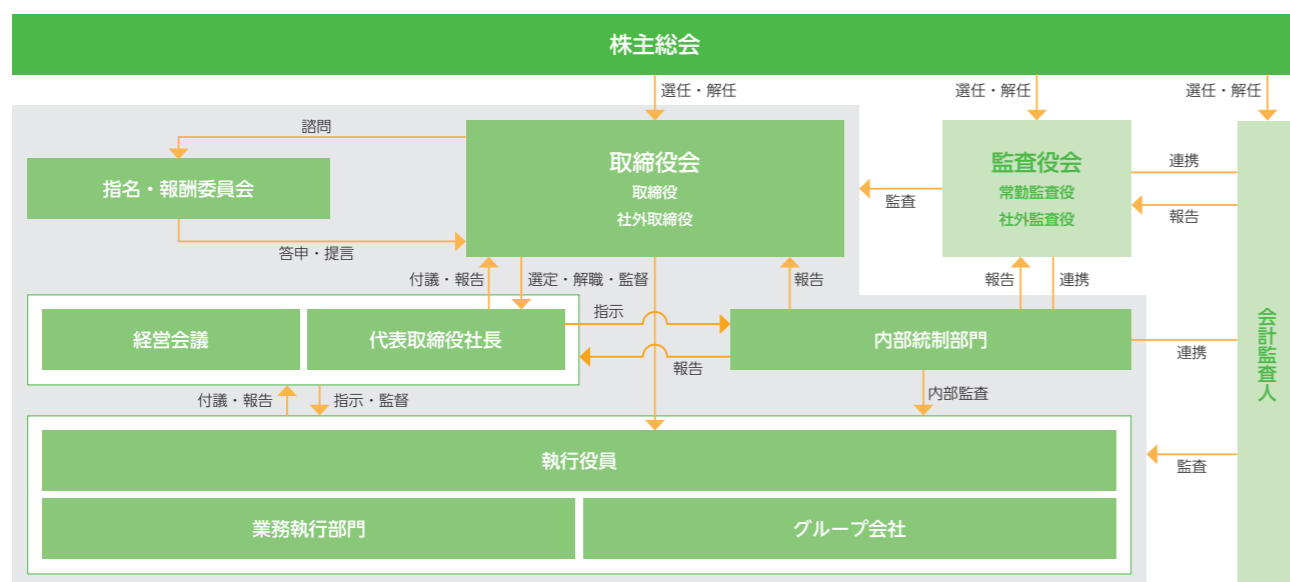 株主総会
選任・解任
選任・解任
選任・解任
諮問
取締役会
取締役
社外取締役
監査役会
常勤監査役
社外監査役
連携
報告
指名・報酬委員会
監査
答申・提言
付議・報告
選定・解職・監督
報告
報告
連携
指示
経営会議
代表取締役社長
内部統制部門
会計監査人
連携
報告
付議・報告
指示・監督
内部監査
執行役員
監査
業務執行部門
グループ会社